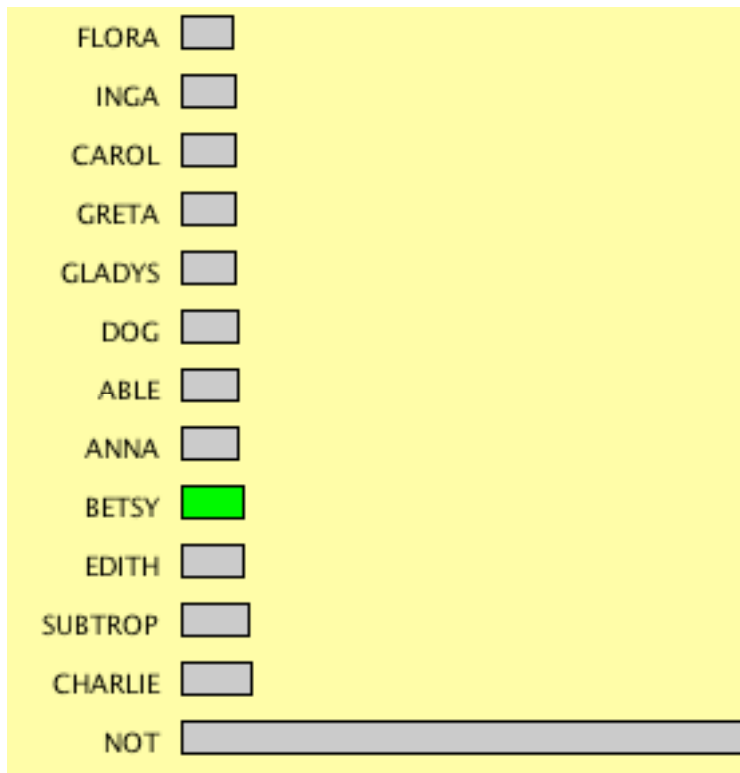 FLORA
INGA
CAROL
GRETA
GLADYS
DOG
ABLE
ANNA
BETSY
EDITH
SUBTROP
CHARLIE
NOT